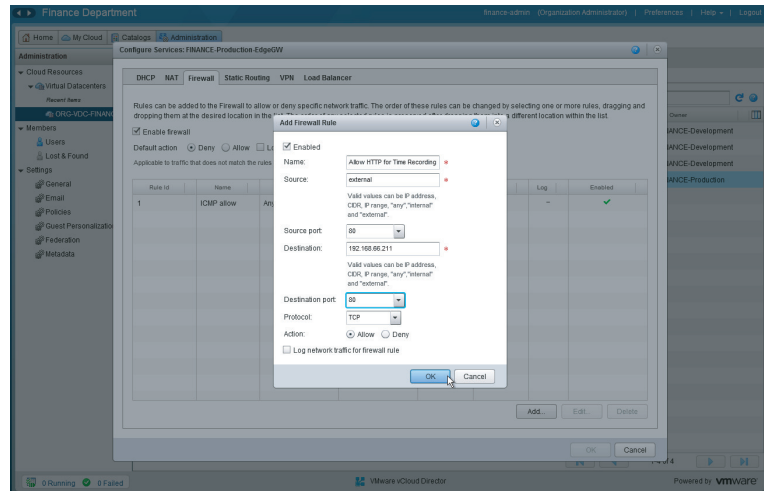 Finance Department
finance-admin (Organization Administrator) | Preferences | Help | Logout
Home My Cloud Catalogs Administration
Administration
Cloud Resources
Virtual Datacenters
Recent Items
ORG-VDC-FINANC
Members
Users
Lost & Found
Settings
General
Email
Policies
Guest Personalizatio
Federation
Metadata
Configure Services: FINANCE-Production-EdgeGW
DHCP NAT Firewall Static Routing VPN Load Balancer
Rules can be added to the Firewall to allow or deny specific network traffic. The order of these rules can be changed by selecting one or more rules, dragging and
dropping them at the desired location in the
different location within the list.
Enable firewall
Default action Deny Allow
Applicable to traffic that does not match the rules
Rule Id Name Log Enabled
1 ICMP allow -
Owner
Add Firewall Rule
Enabled
Name: Allow HTTP for Time Recording *
Source: external *
Valid values can be IP address,
CIDR, IP range, "any","internal"
and "external".
Source port: 80
Destination: 192.168.66.211 *
Valid values can be IP address,
CIDR, IP range, "any","internal"
and "external".
Destination port: 80
Protocol: TCP
Action: Allow Deny
Log network traffic for firewall rule
OK Cancel
IANCE-Development
IANCE-Development
IANCE-Development
IANCE-Production
Add... Edit... Delete
OK Cancel
0 Running 0 Failed
VMware vCloud Director
Powered by vmware